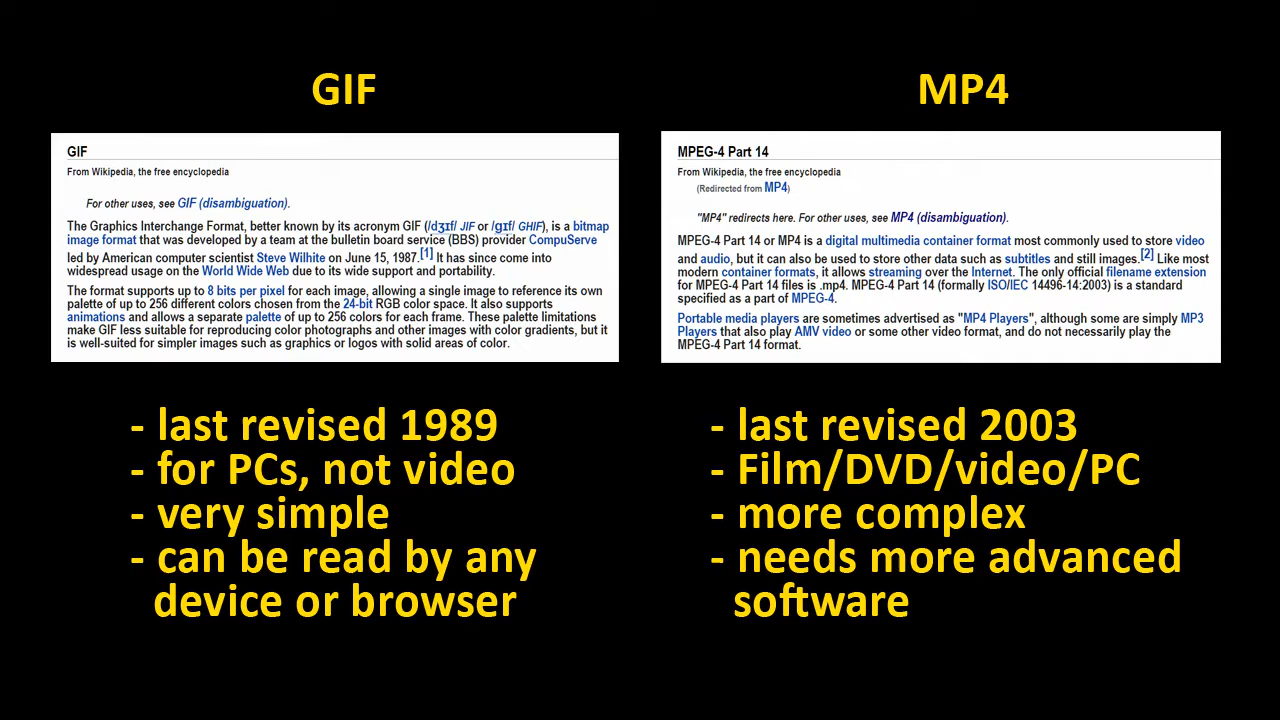 GIF
GIF
From Wikipedia, the free encyclopedia
For other uses, see GIF (disambiguation).
The Graphics Interchange Format, better known by its acronym GIF (/dʒɪf/ JIF or /ɡɪf/ GHIF), is a bitmap
image format that was developed by a team at the bulletin board service (BBS) provider CompuServe
led by American computer scientist Steve Wilhite on June 15, 1987.[1] It has since come into
widespread usage on the World Wide Web due to its wide support and portability.
The format supports up to 8 bits per pixel for each image, allowing a single image to reference its own
palette of up to 256 different colors chosen from the 24-bit RGB color space. It also supports
animations and allows a separate palette of up to 256 colors for each frame. These palette limitations
make GIF less suitable for reproducing color photographs and other images with color gradients, but it
is well-suited for simpler images such as graphics or logos with solid areas of color.
- last revised 1989
- for PCs, not video
- very simple
- can be read by any
device or browser
MP4
MPEG-4 Part 14
From Wikipedia, the free encyclopedia
(Redirected from MP4)
"MP4" redirects here. For other uses, see MP4 (disambiguation).
MPEG-4 Part 14 or MP4 is a digital multimedia container format most commonly used to store video
and audio, but it can also be used to store other data such as subtitles and still images.[2] Like most
modern container formats, it allows streaming over the Internet. The only official filename extension
for MPEG-4 Part 14 files is .mp4. MPEG-4 Part 14 (formally ISO/IEC 14496-14:2003) is a standard
specified as a part of MPEG-4.
Portable media players are sometimes advertised as "MP4 Players", although some are simply MP3
Players that also play AMV video or some other video format, and do not necessarily play the
MPEG-4 Part 14 format.
- last revised 2003
- Film/DVD/video/PC
- more complex
- needs more advanced
software